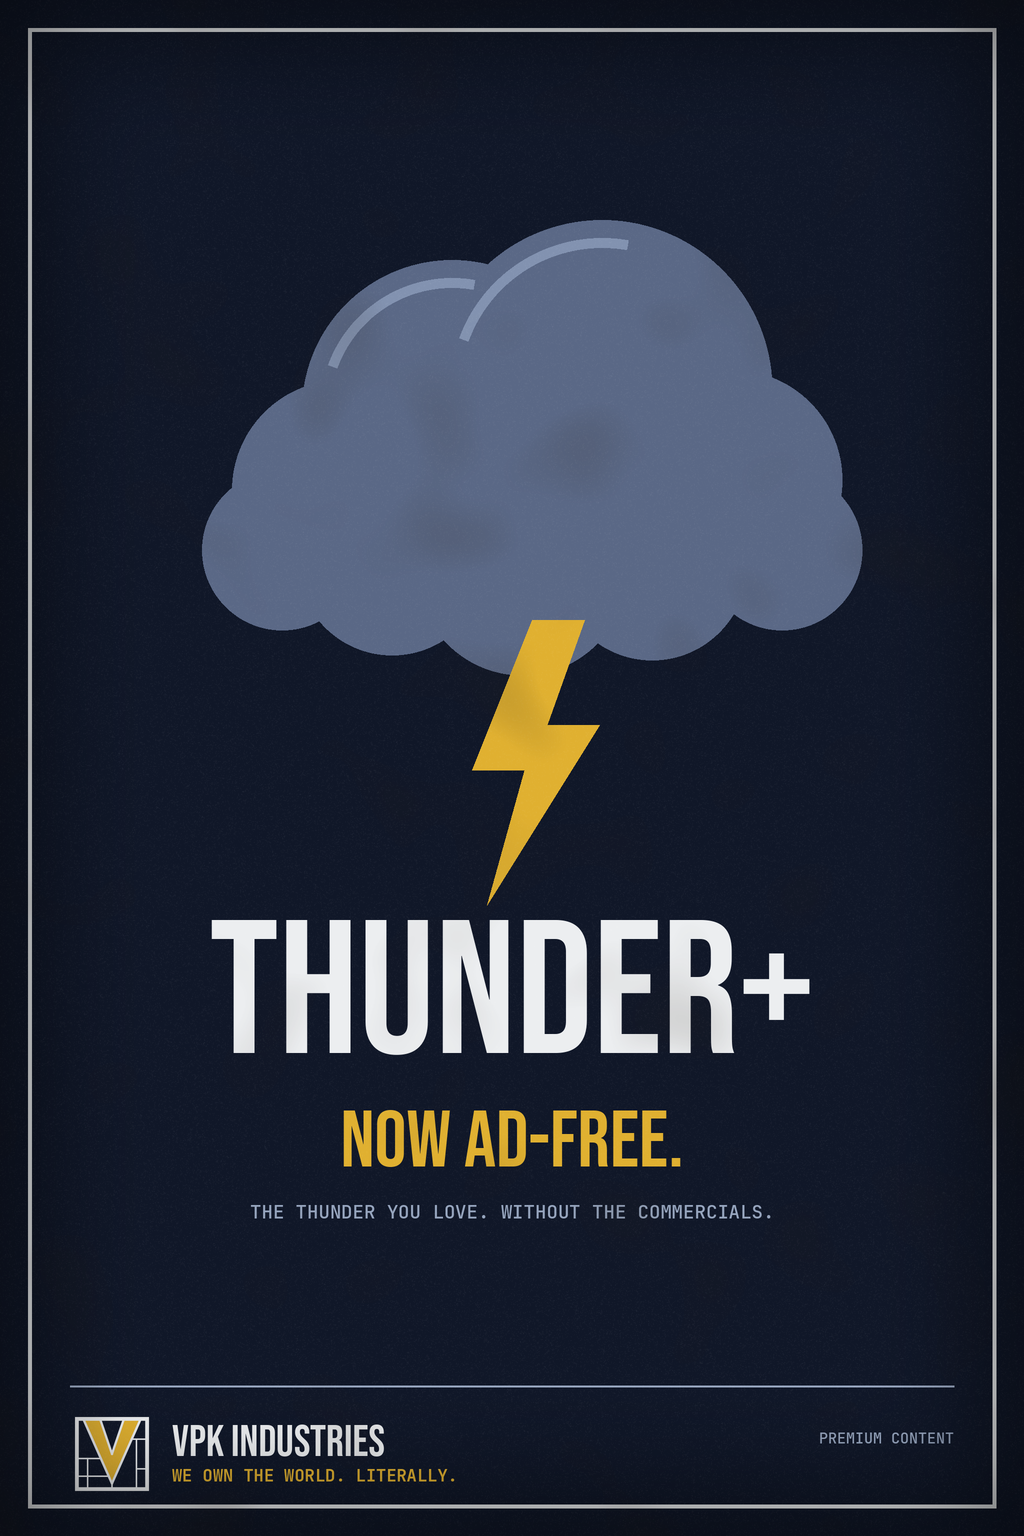 THUNDER+
NOW AD-FREE.
THE THUNDER YOU LOVE. WITHOUT THE COMMERCIALS.
V
VPK INDUSTRIES
WE OWN THE WORLD. LITERALLY.
PREMIUM CONTENT